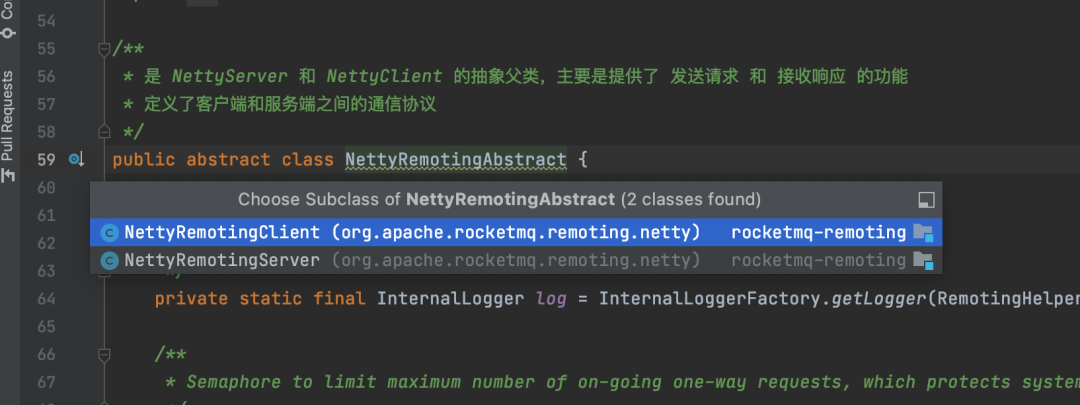 Co
Pull Requests
54
55 /**
56 * 是 NettyServer 和 NettyClient 的抽象父类，主要是提供了 发送请求 和 接收响应 的功能
57 * 定义了客户端和服务端之间的通信协议
58 */
59 public abstract class NettyRemotingAbstract {
60
Choose Subclass of NettyRemotingAbstract (2 classes found)
61
NettyRemotingClient (org.apache.rocketmq.remoting.netty) rocketmq-remoting
62
NettyRemotingServer (org.apache.rocketmq.remoting.netty) rocketmq-remoting
63
64 private static final InternalLogger log = InternalLoggerFactory.getLogger(RemotingHelper
65
66 /**
67 * Semaphore to limit maximum number of on-going one-way requests, which protects system